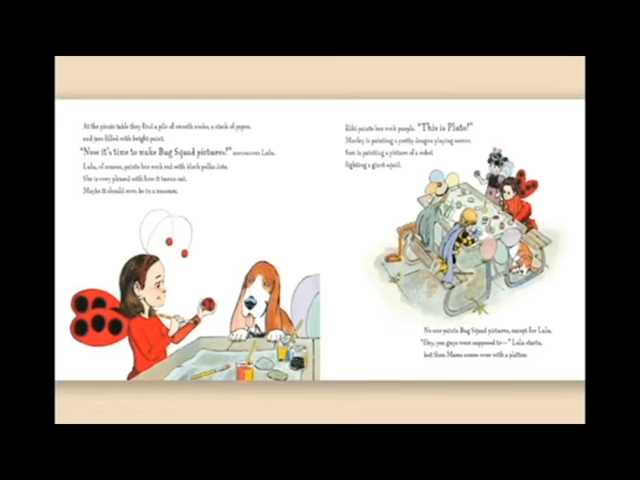 At the picnic table they find a pile of smooth rocks, a stack of paper,
and jars filled with bright paint.
"Now it's time to make Bug Squad pictures!" announces Lulu.
Lulu, of course, paints her rock red with black polka dots.
She is very pleased with how it turns out.
Maybe it should even be in a museum.
Kiki paints her rock purple. "This is Pluto!"
Marley is painting a pretty dragon playing soccer.
Sam is painting a picture of a robot
fighting a giant squid.
No one paints Bug Squad pictures, except for Lulu.
"Hey, you guys were supposed to—" Lulu starts,
but then Mama comes over with a platter.